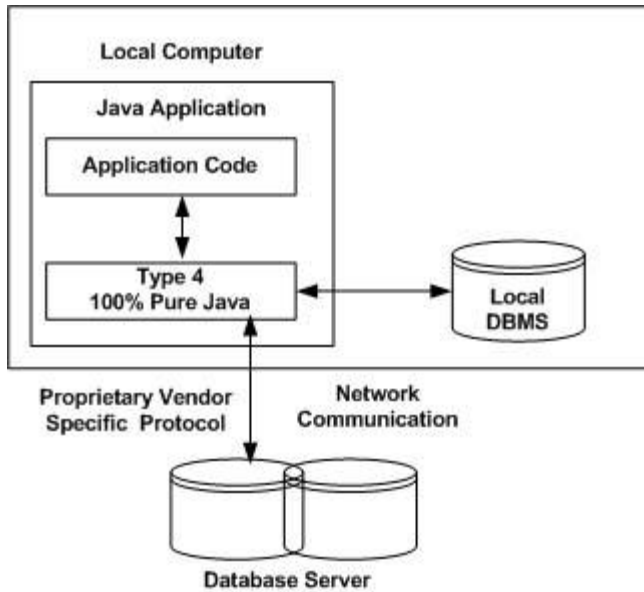 Local Computer
Java Application
Application Code
Type 4
100% Pure Java
Local
DBMS
Proprietary Vendor
Specific Protocol
Network
Communication
Database Server